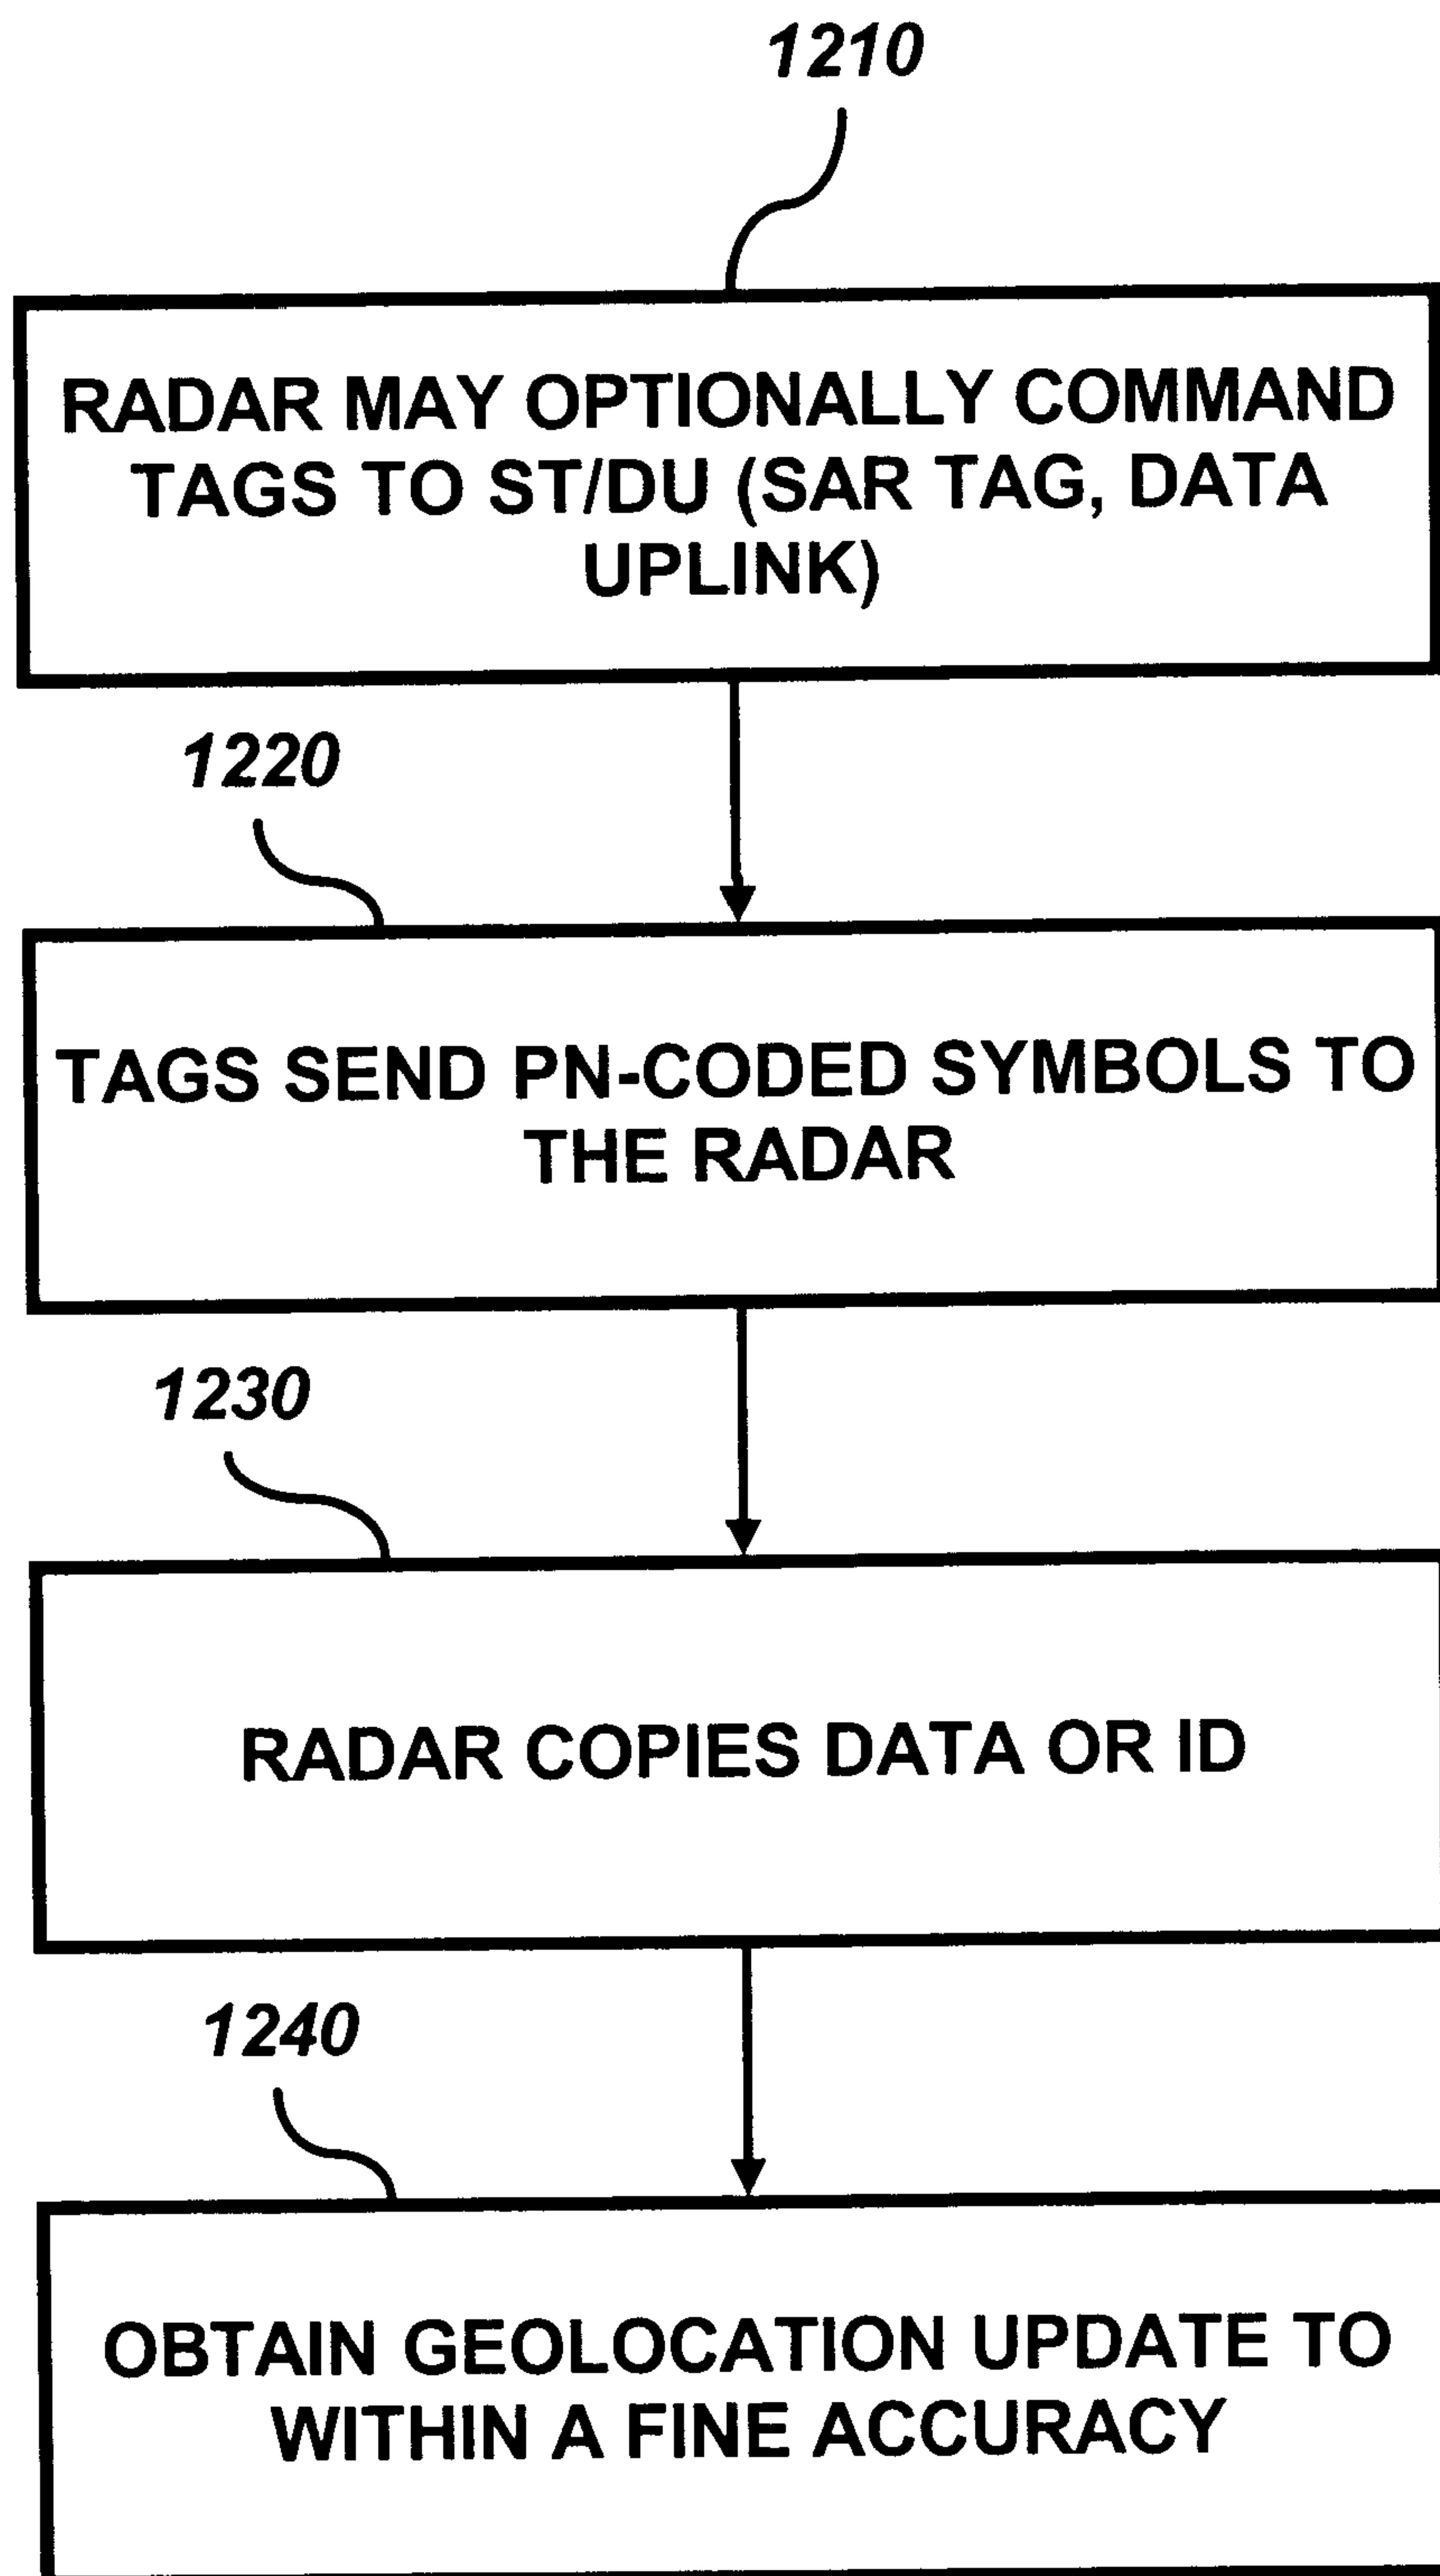 1210
RADAR MAY OPTIONALLY COMMAND
TAGS TO ST/DU (SAR TAG, DATA
UPLINK)
1220
TAGS SEND PN-CODED SYMBOLS TO
THE RADAR
1230
RADAR COPIES DATA OR ID
1240
OBTAIN GEOLOCATION UPDATE TO
WITHIN A FINE ACCURACY